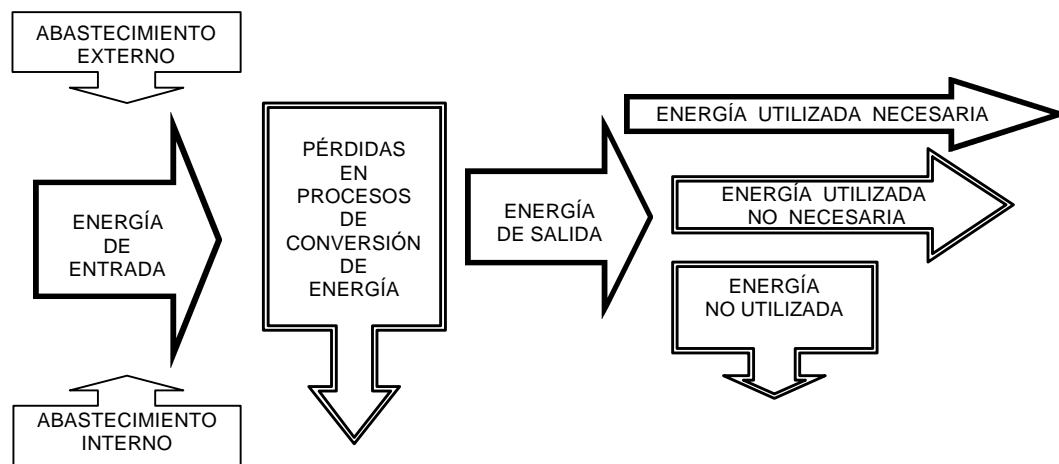 ABASTECIMIENTO
EXTERNO
ENERGÍA
DE
ENTRADA
ABASTECIMIENTO
INTERNO
PÉRDIDAS
EN
PROCESOS
DE
CONVERSIÓN
DE
ENERGÍA
ENERGÍA
DE SALIDA
ENERGÍA UTILIZADA NECESARIA
ENERGÍA UTILIZADA
NO NECESARIA
ENERGÍA
NO UTILIZADA